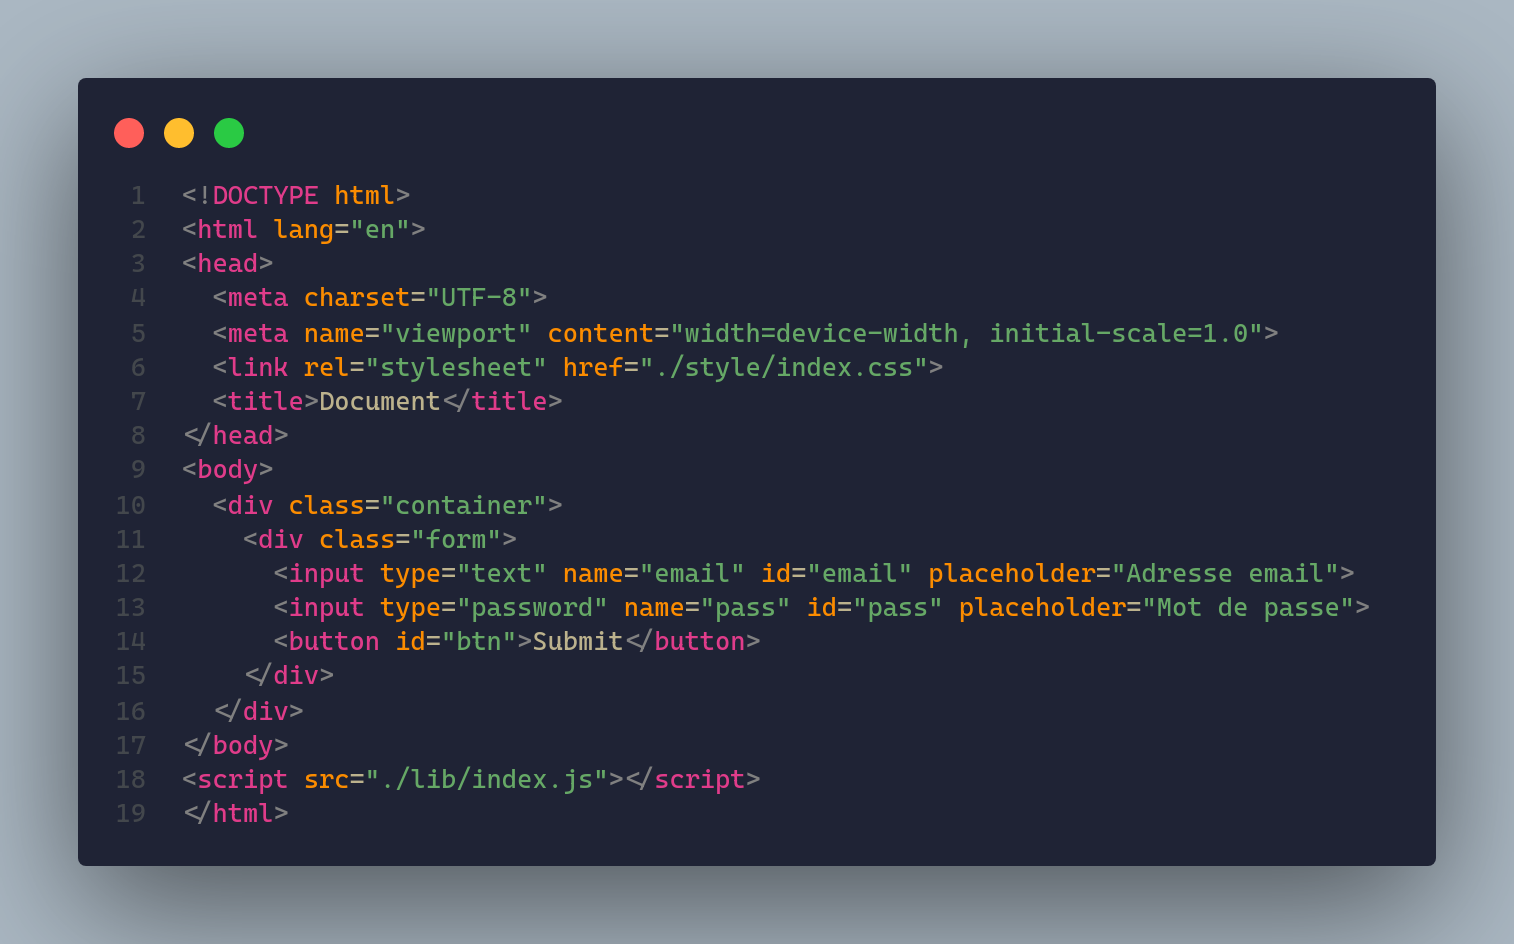 1 <!DOCTYPE html>
2 <html lang="en">
3 <head>
4   <meta charset="UTF-8">
5   <meta name="viewport" content="width=device-width, initial-scale=1.0">
6   <link rel="stylesheet" href="./style/index.css">
7   <title>Document</title>
8 </head>
9 <body>
10   <div class="container">
11     <div class="form">
12       <input type="text" name="email" id="email" placeholder="Adresse email">
13       <input type="password" name="pass" id="pass" placeholder="Mot de passe">
14       <button id="btn">Submit</button>
15     </div>
16   </div>
17 </body>
18 <script src="./lib/index.js"></script>
19 </html>